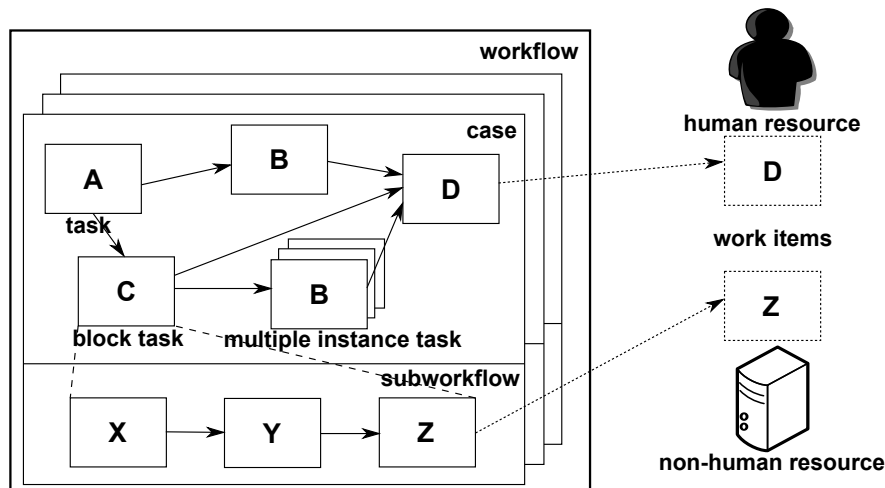 workflow
case
human resource
A
B
D
D
task
work items
C
B
Z
block task
multiple instance task
subworkflow
X
Y
Z
non-human resource